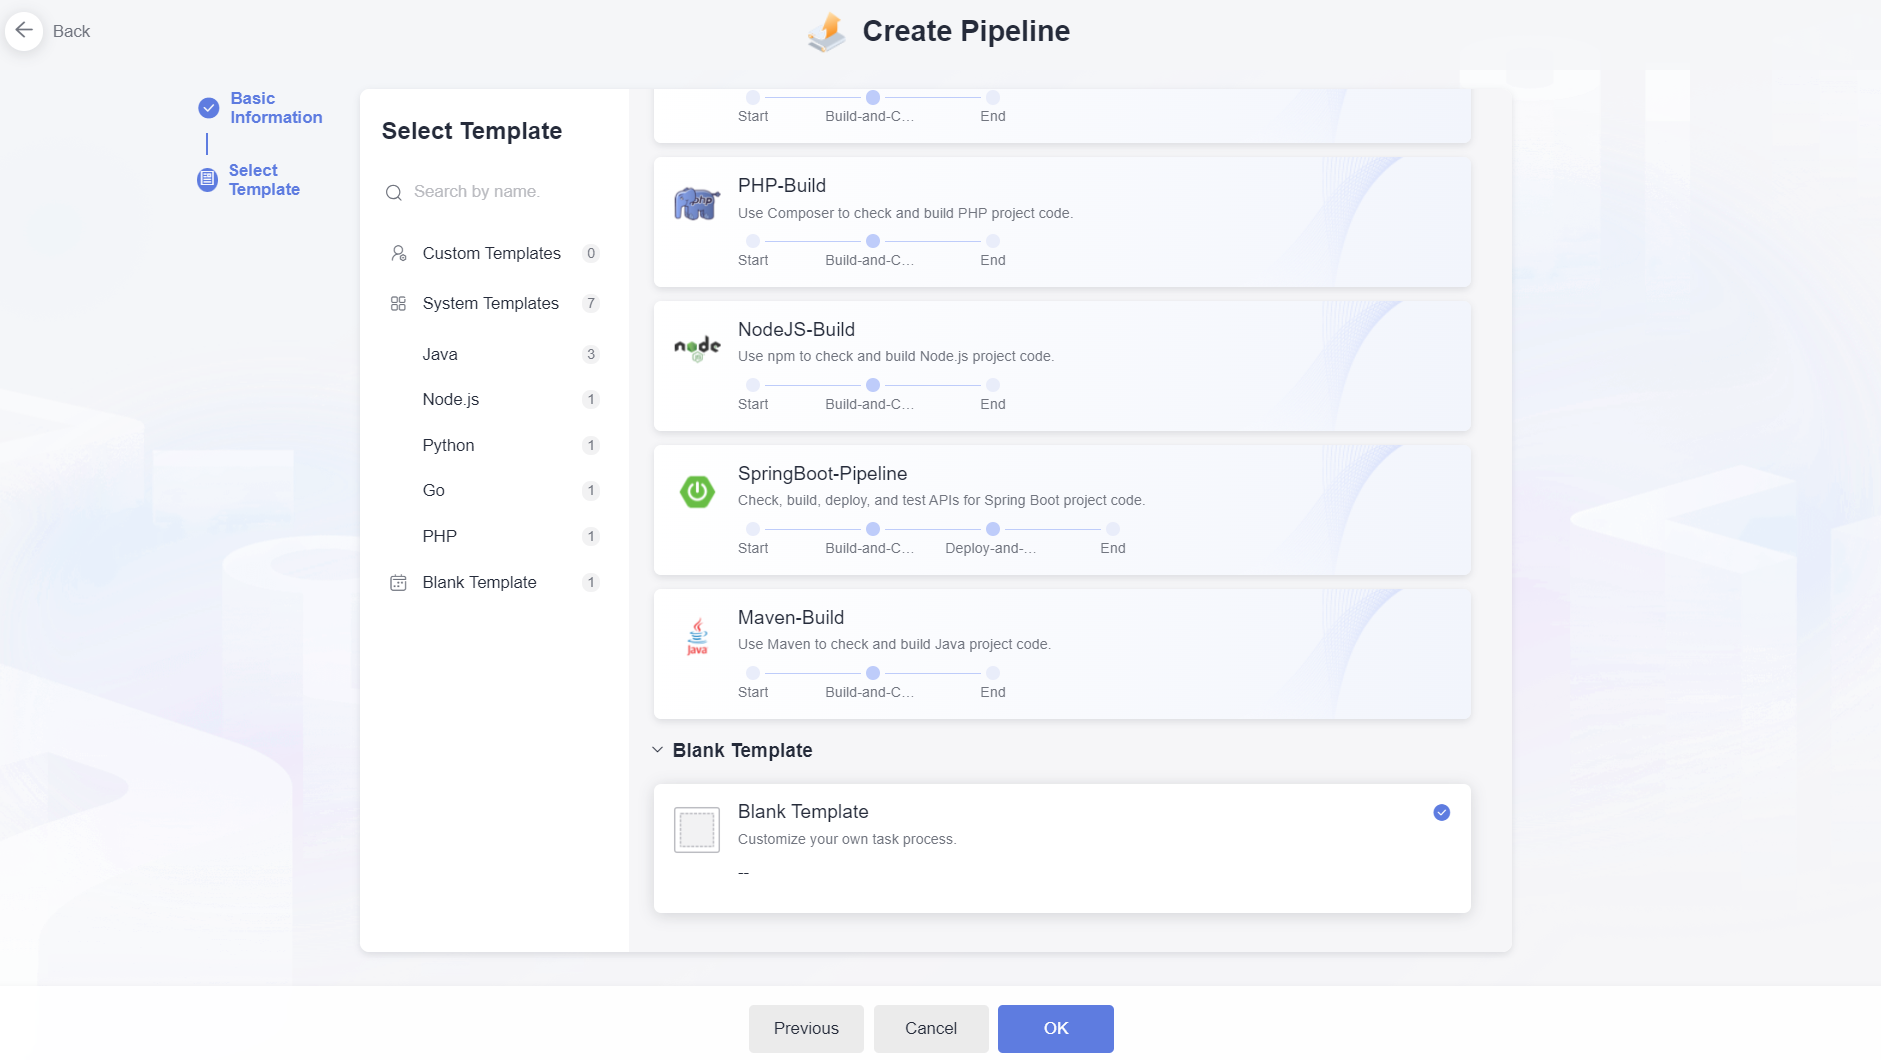 Back
Create Pipeline
Basic
Information
Select
Template
Select Template
Search by name.
Custom Templates 0
System Templates 7
Java 3
Node.js 1
Python 1
Go 1
PHP 1
Blank Template 1
Start Build-and-C... End
php
PHP-Build
Use Composer to check and build PHP project code.
Start Build-and-C... End
node
JS
NodeJS-Build
Use npm to check and build Node.js project code.
Start Build-and-C... End
SpringBoot-Pipeline
Check, build, deploy, and test APIs for Spring Boot project code.
Start Build-and-C... Deploy-and-... End
Java
Maven-Build
Use Maven to check and build Java project code.
Start Build-and-C... End
Blank Template
Blank Template
Customize your own task process.
--
Previous Cancel OK